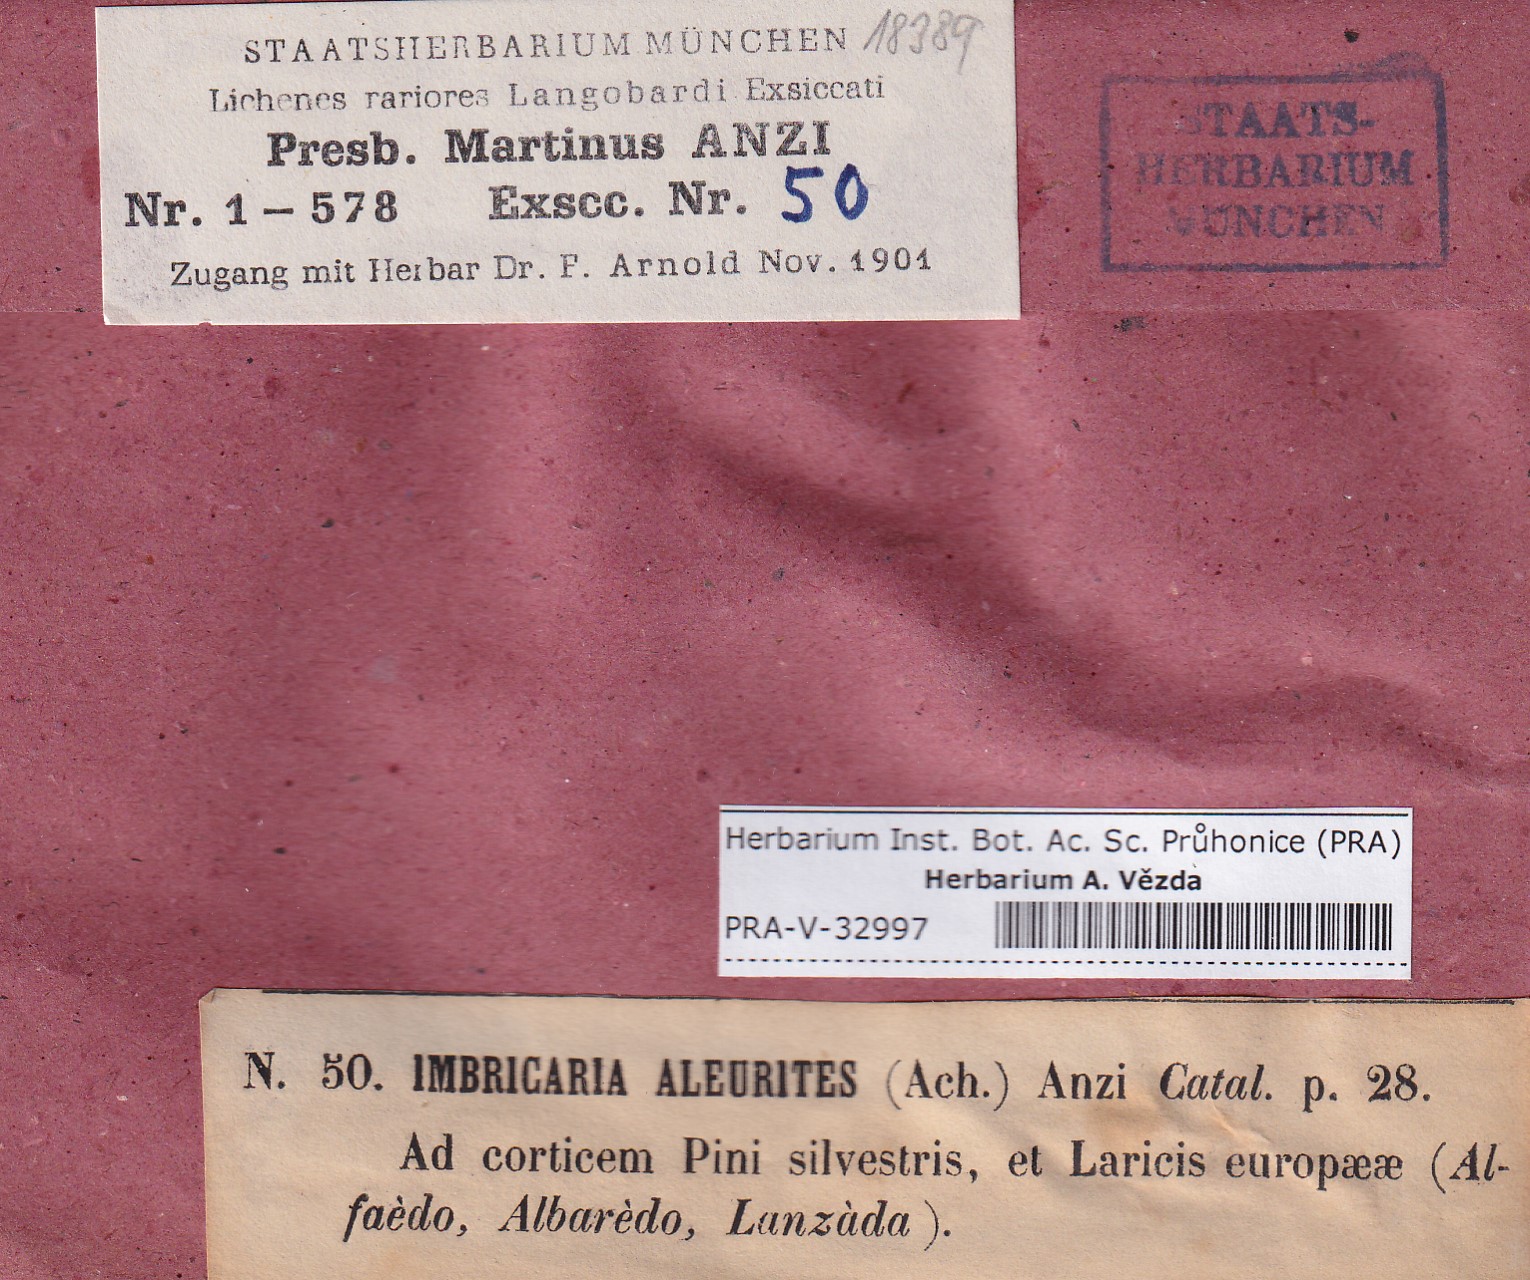 STAATSHERBARIUM MÜNCHEN 18389
Lichenes rariores Langobardi Exsiccati
Presb. Martinus ANZI
Nr. 1 – 578 Exscc. Nr. 50
Zugang mit Herbar Dr. F. Arnold Nov. 1901
STAATS-
HERBARIUM
MÜNCHEN
Herbarium Inst. Bot. Ac. Sc. Průhonice (PRA)
Herbarium A. Vězda
PRA-V-32997
N. 50. IMBRICARIA ALEURITES (Ach.) Anzi Catal. p. 28.
Ad corticem Pini silvestris, et Laricis europææ (Al-
faèdo, Albarèdo, Lanzàda).